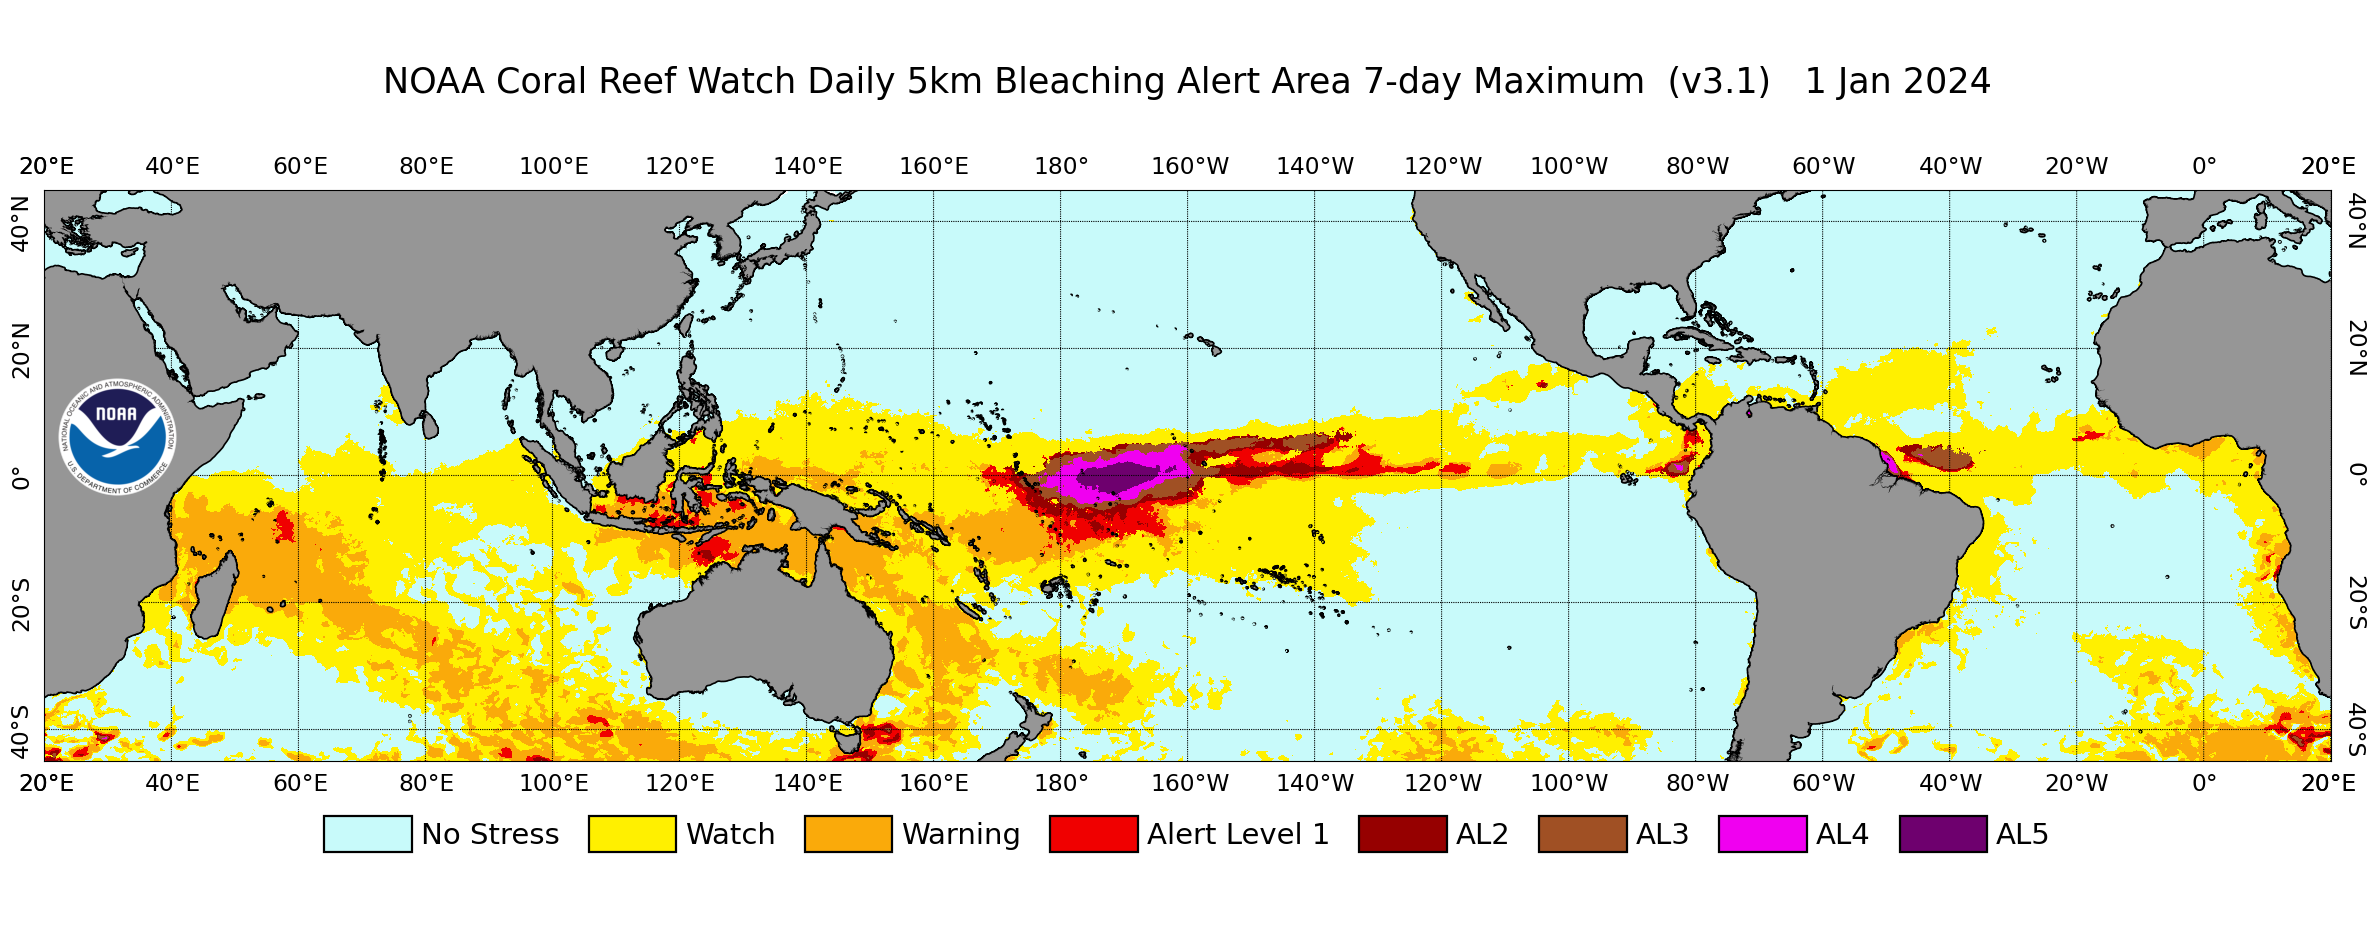 NOAA Coral Reef Watch Daily 5km Bleaching Alert Area 7-day Maximum (v3.1) 1 Jan 2024
20°E 40°E 60°E 80°E 100°E 120°E 140°E 160°E 180° 160°W 140°W 120°W 100°W 80°W 60°W 40°W 20°W 0° 20°E
40°N 40°N
20°N 20°N
NATIONAL OCEANIC AND ATMOSPHERIC ADMINISTRATION
NOAA
U.S. DEPARTMENT OF COMMERCE
0° 0°
20°S 20°S
40°S 40°S
20°E 40°E 60°E 80°E 100°E 120°E 140°E 160°E 180° 160°W 140°W 120°W 100°W 80°W 60°W 40°W 20°W 0° 20°E
No Stress Watch Warning Alert Level 1 AL2 AL3 AL4 AL5